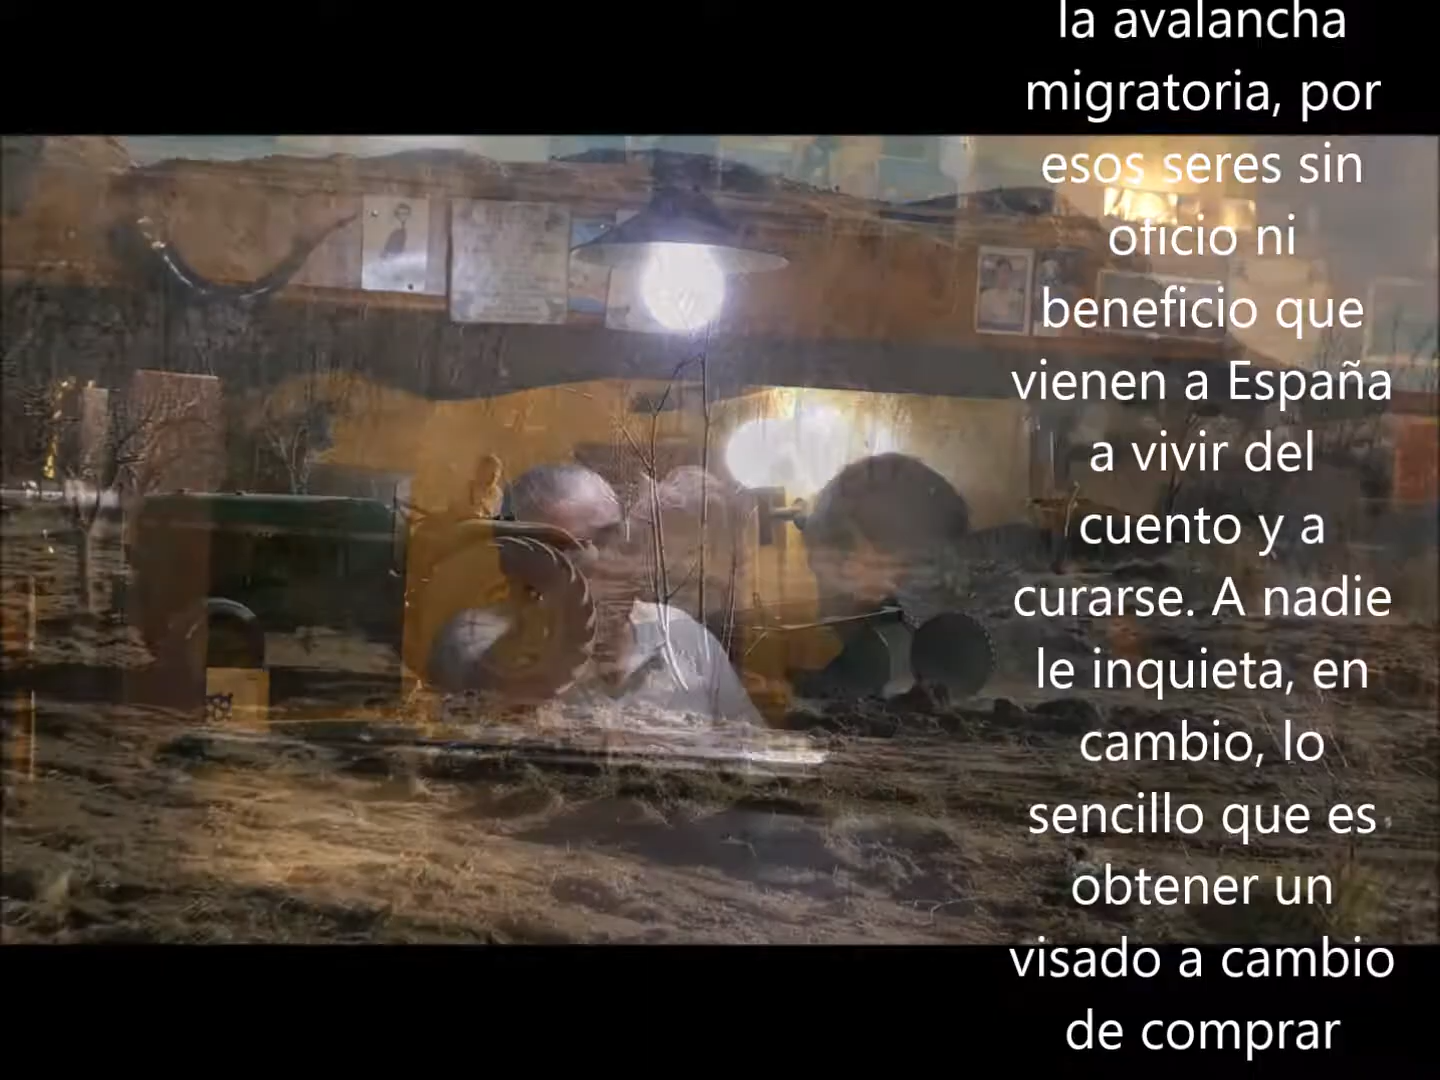 la avalancha
migratoria, por
esos seres sin
oficio ni
beneficio que
vienen a España
a vivir del
cuento y a
curarse. A nadie
le inquieta, en
cambio, lo
sencillo que es
obtener un
visado a cambio
de comprar